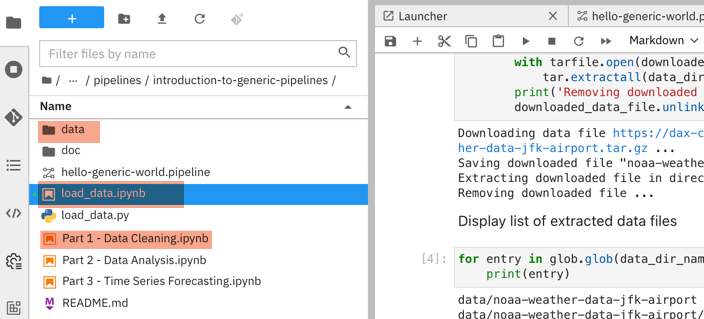 Filter files by name
/ ··· / pipelines / introduction-to-generic-pipelines /
Name
data
doc
hello-generic-world.pipeline
load_data.ipynb
load_data.py
Part 1 - Data Cleaning.ipynb
Part 2 - Data Analysis.ipynb
Part 3 - Time Series Forecasting.ipynb
README.md
Launcher
hello-generic-world.p
Markdown
with tarfile.open(downloade
tar.extractall(data_dir
print('Removing downloaded
downloaded_data_file.unlink
Downloading data file https://dax-c
her-data-jfk-airport.tar.gz ...
Saving downloaded file "noaa-weathe
Extracting downloaded file in direc
Removing downloaded file ...
Display list of extracted data files
[4]: for entry in glob.glob(data_dir_nam
print(entry)
data/noaa-weather-data-jfk-airport
data/noaa-weather-data-jfk-airport/